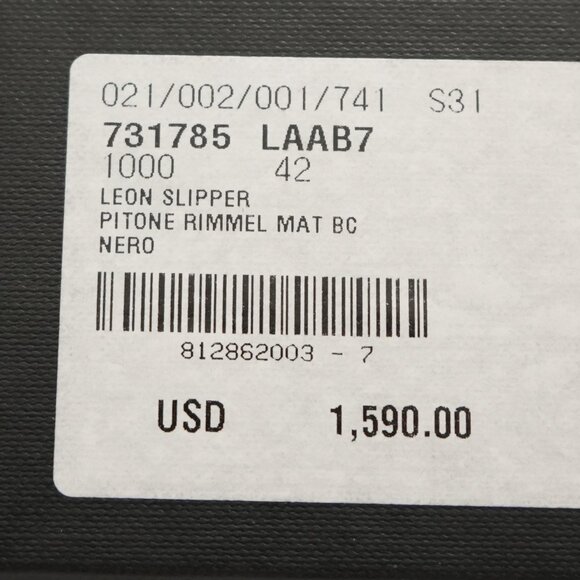 021/002/001/741 S31
731785 LAAB7
1000 42
LEON SLIPPER
PITONE RIMMEL MAT BC
NERO
812862003 - 7
USD 1,590.00